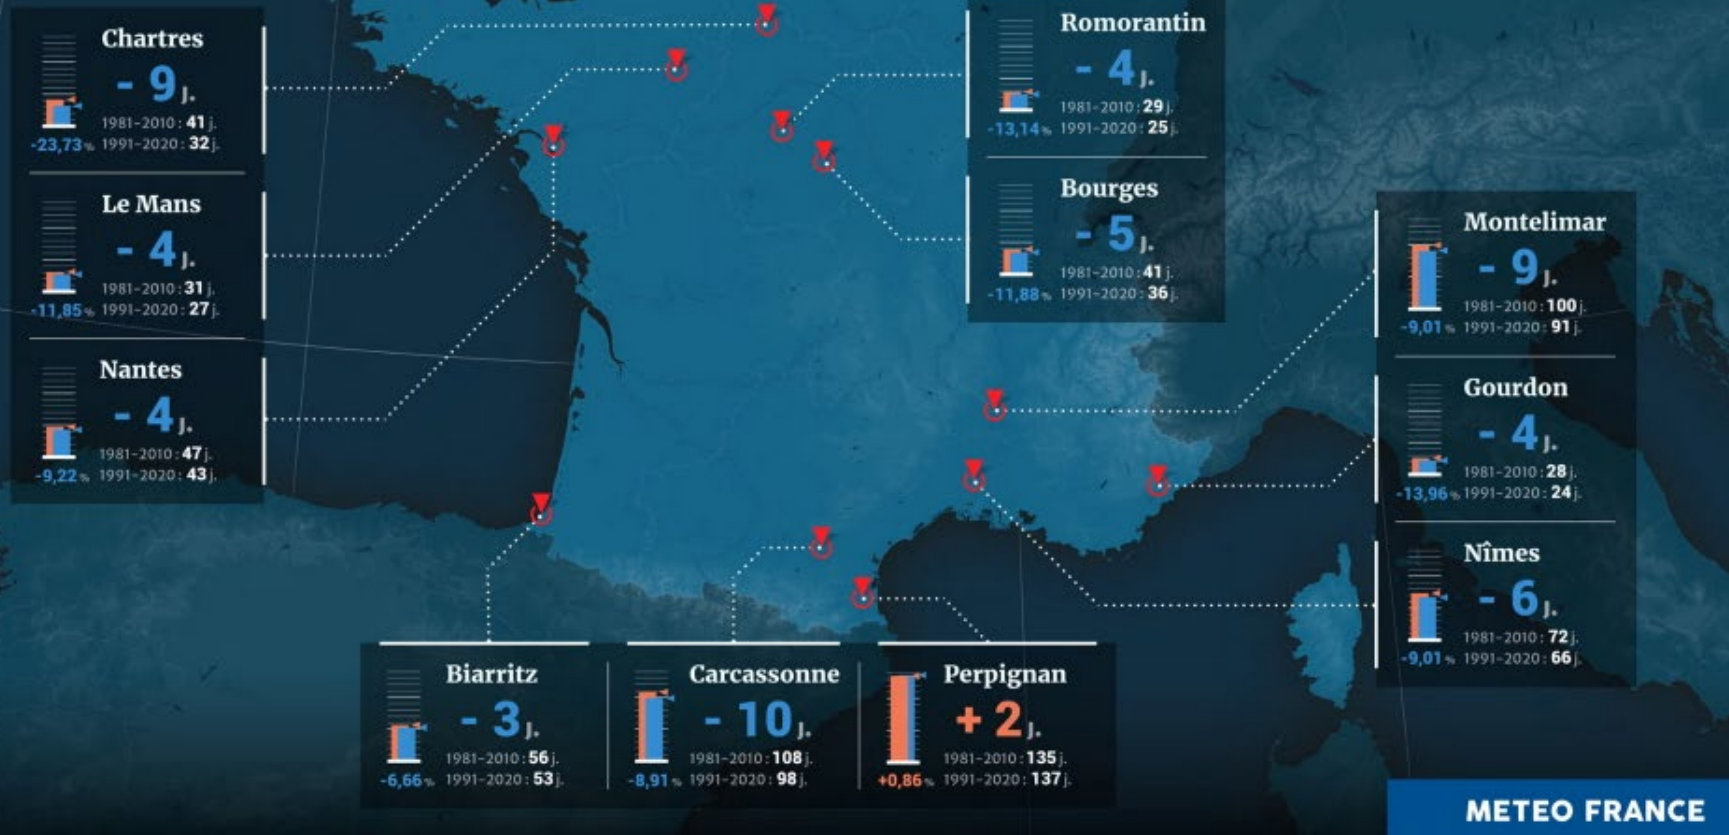 Chartres
- 9 j.
1981-2010 : 41 j.
-23,73 % 1991-2020 : 32 j.
Le Mans
- 4 j.
1981-2010 : 31 j.
-11,85 % 1991-2020 : 27 j.
Nantes
- 4 j.
1981-2010 : 47 j.
-9,22 % 1991-2020 : 43 j.
Romorantin
- 4 j.
1981-2010 : 29 j.
-13,14 % 1991-2020 : 25 j.
Bourges
- 5 j.
1981-2010 : 41 j.
-11,88 % 1991-2020 : 36 j.
Montelimar
- 9 j.
1981-2010 : 100 j.
-9,01 % 1991-2020 : 91 j.
Gourdon
- 4 j.
1981-2010 : 28 j.
-13,96 % 1991-2020 : 24 j.
Nîmes
- 6 j.
1981-2010 : 72 j.
-9,01 % 1991-2020 : 66 j.
Biarritz
- 3 j.
1981-2010 : 56 j.
-6,66 % 1991-2020 : 53 j.
Carcassonne
- 10 j.
1981-2010 : 108 j.
-8,91 % 1991-2020 : 98 j.
Perpignan
+ 2 j.
1981-2010 : 135 j.
+0,86 % 1991-2020 : 137 j.
METEO FRANCE